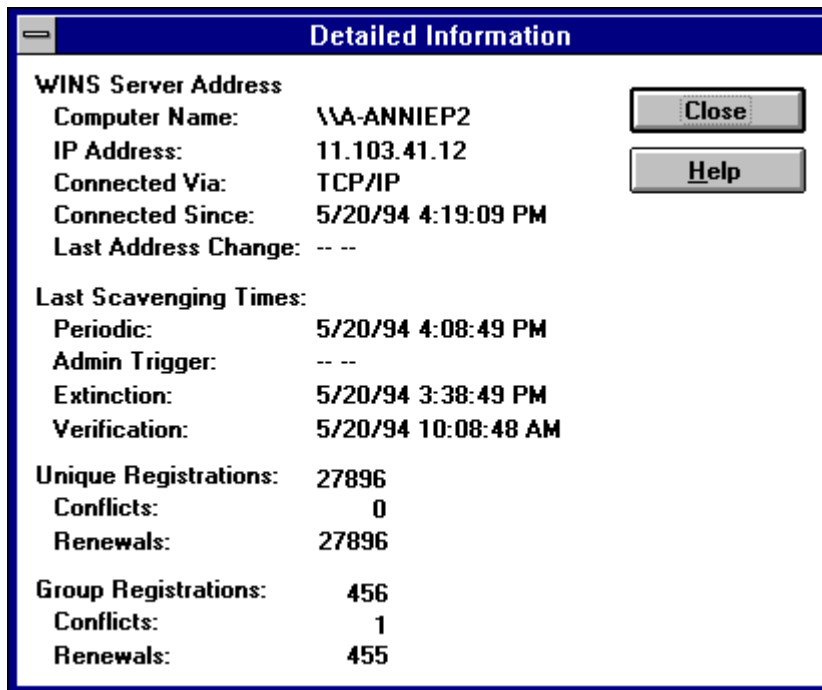 Detailed Information
WINS Server Address
Computer Name: \\A-ANNIEP2
IP Address: 11.103.41.12
Connected Via: TCP/IP
Connected Since: 5/20/94 4:19:09 PM
Last Address Change: -- --
Close
Help
Last Scavenging Times:
Periodic: 5/20/94 4:08:49 PM
Admin Trigger: -- --
Extinction: 5/20/94 3:38:49 PM
Verification: 5/20/94 10:08:48 AM
Unique Registrations: 27896
Conflicts: 0
Renewals: 27896
Group Registrations: 456
Conflicts: 1
Renewals: 455